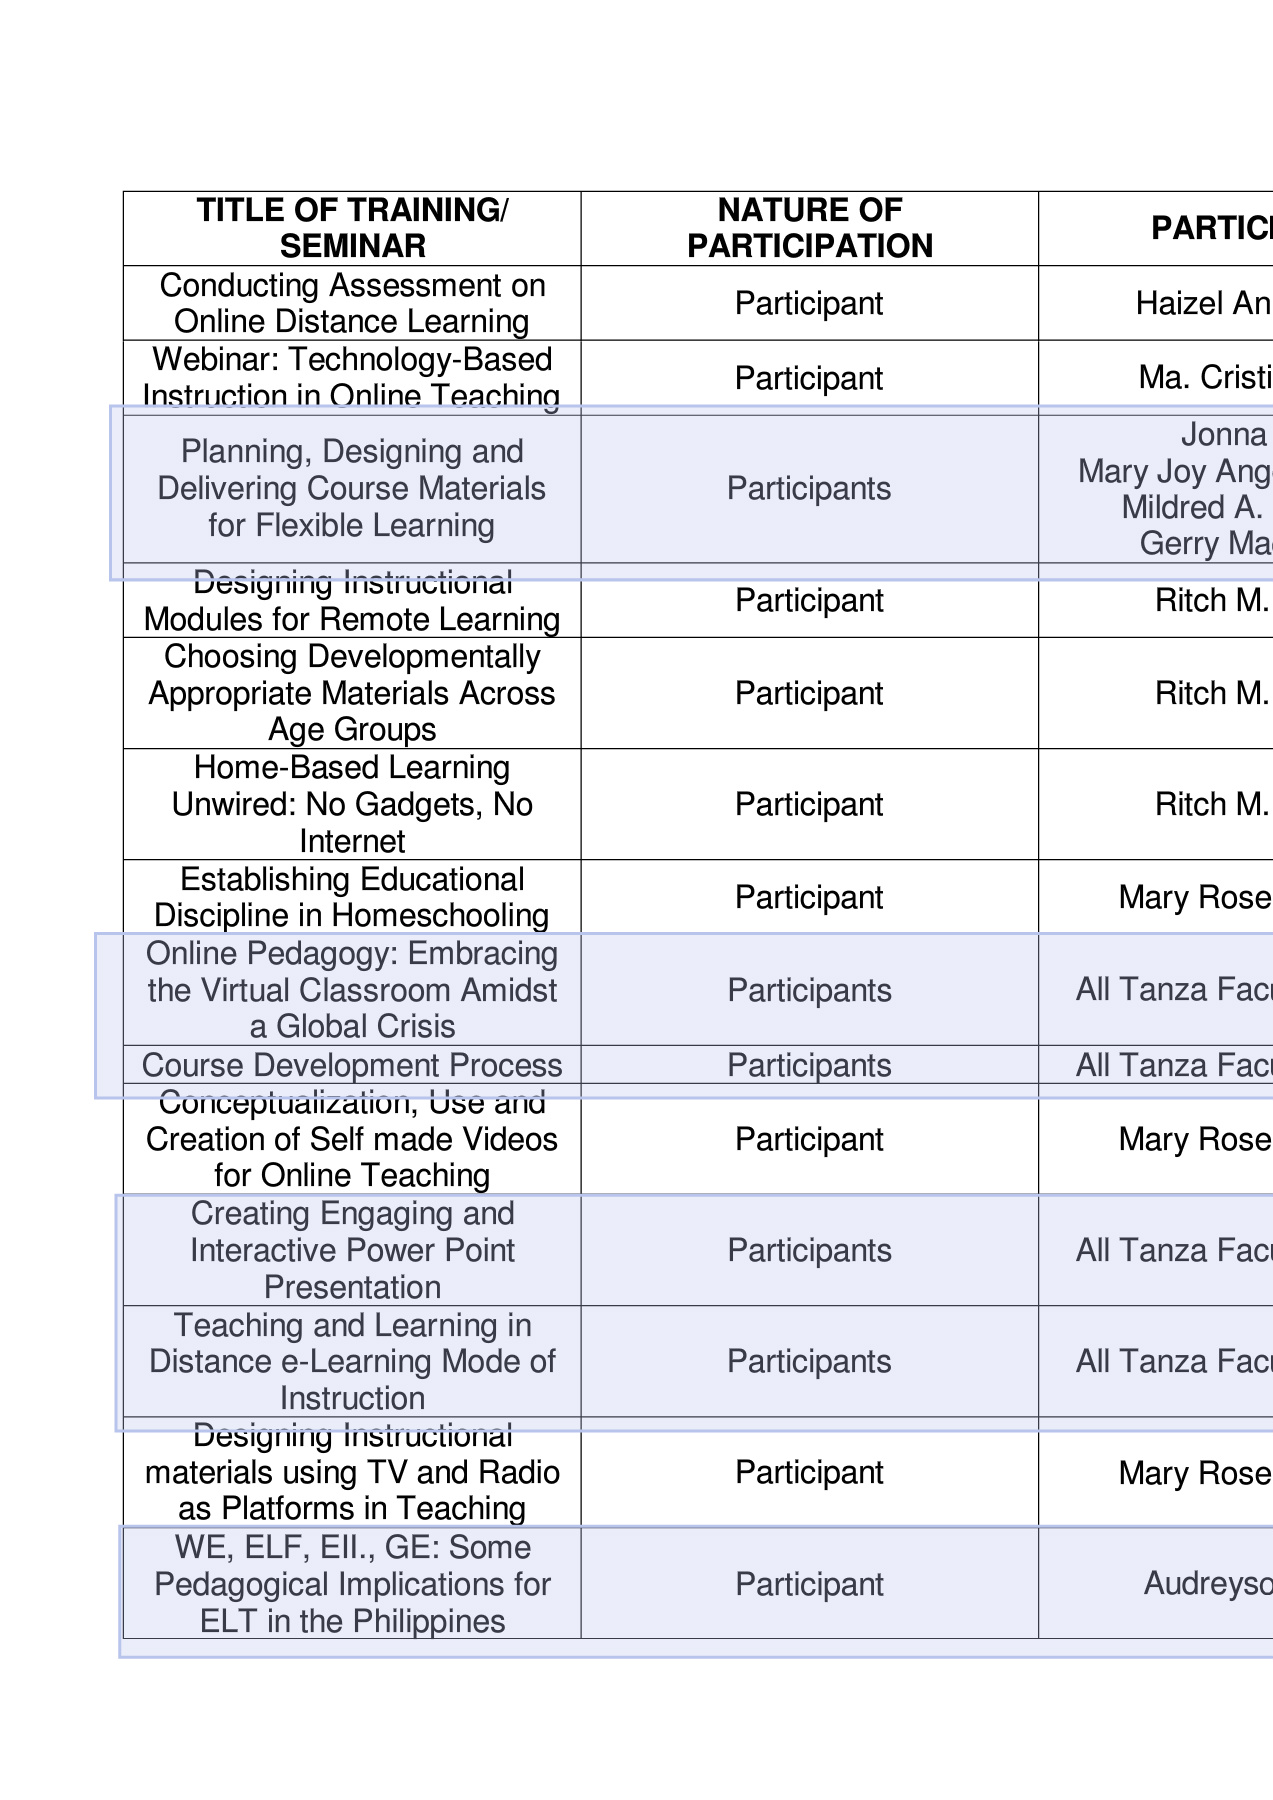 TITLE OF TRAINING/
SEMINAR
NATURE OF
PARTICIPATION
PARTICI
Conducting Assessment on
Online Distance Learning
Participant
Haizel An
Webinar: Technology-Based
Instruction in Online Teaching
Participant
Ma. Cristi
Planning, Designing and
Delivering Course Materials
for Flexible Learning
Participants
Jonna
Mary Joy Ang
Mildred A.
Gerry Ma
Designing Instructional
Modules for Remote Learning
Participant
Ritch M.
Choosing Developmentally
Appropriate Materials Across
Age Groups
Participant
Ritch M.
Home-Based Learning
Unwired: No Gadgets, No
Internet
Participant
Ritch M.
Establishing Educational
Discipline in Homeschooling
Participant
Mary Rose
Online Pedagogy: Embracing
the Virtual Classroom Amidst
a Global Crisis
Participants
All Tanza Facu
Course Development Process
Participants
All Tanza Facu
Conceptualization, Use and
Creation of Self made Videos
for Online Teaching
Participant
Mary Rose
Creating Engaging and
Interactive Power Point
Presentation
Participants
All Tanza Facu
Teaching and Learning in
Distance e-Learning Mode of
Instruction
Participants
All Tanza Facu
Designing Instructional
materials using TV and Radio
as Platforms in Teaching
Participant
Mary Rose
WE, ELF, EII., GE: Some
Pedagogical Implications for
ELT in the Philippines
Participant
Audreyso